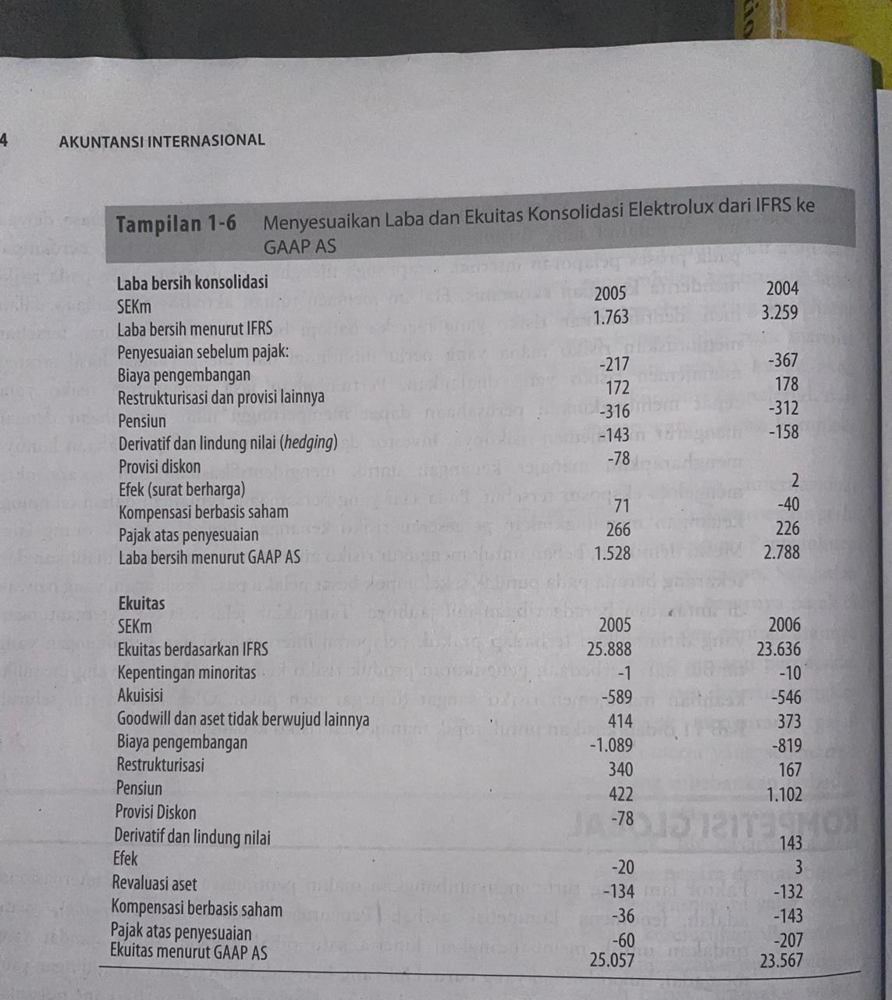 4 AKUNTANSI INTERNASIONAL
Tampilan 1-6 Menyesuaikan Laba dan Ekuitas Konsolidasi Elektrolux dari IFRS ke
GAAP AS
Laba bersih konsolidasi
SEKm 2005 2004
Laba bersih menurut IFRS 1.763 3.259
Penyesuaian sebelum pajak:
Biaya pengembangan -217 -367
Restrukturisasi dan provisi lainnya 172 178
Pensiun -316 -312
Derivatif dan lindung nilai (hedging) -143 -158
Provisi diskon -78
Efek (surat berharga) 2
Kompensasi berbasis saham 71 -40
Pajak atas penyesuaian 266 226
Laba bersih menurut GAAP AS 1.528 2.788
Ekuitas
SEKm 2005 2006
Ekuitas berdasarkan IFRS 25.888 23.636
Kepentingan minoritas -1 -10
Akuisisi -589 -546
Goodwill dan aset tidak berwujud lainnya 414 373
Biaya pengembangan -1.089 -819
Restrukturisasi 340 167
Pensiun 422 1.102
Provisi Diskon -78
Derivatif dan lindung nilai 143
Efek -20 3
Revaluasi aset -134 -132
Kompensasi berbasis saham -36 -143
Pajak atas penyesuaian -60 -207
Ekuitas menurut GAAP AS 25.057 23.567